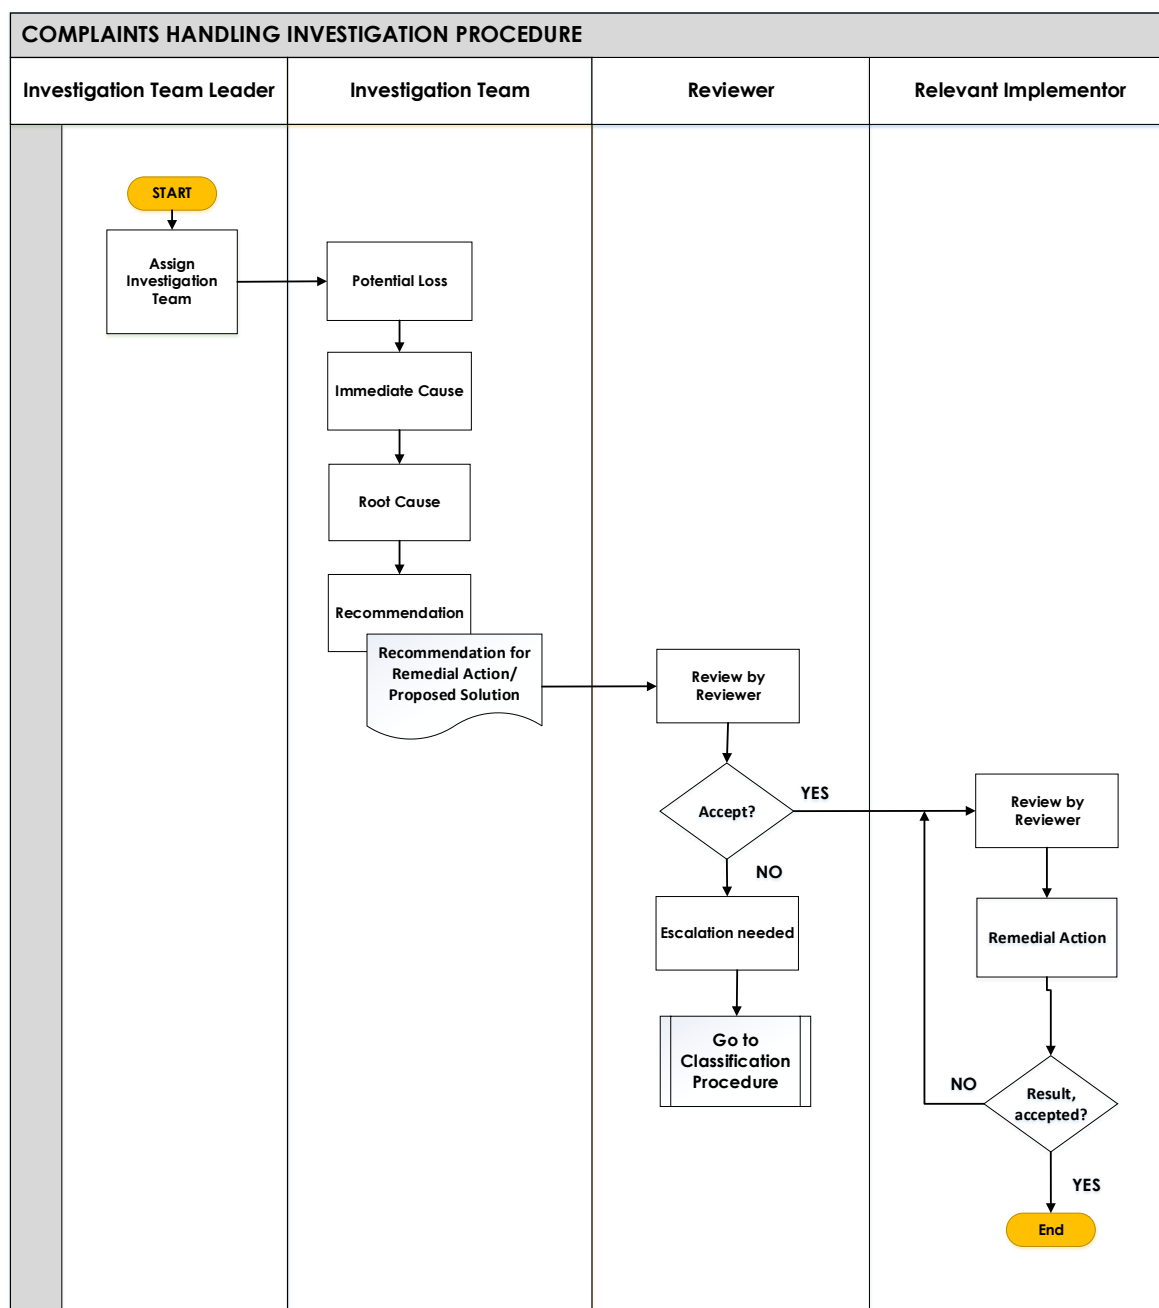 COMPLAINTS HANDLING INVESTIGATION PROCEDURE
Investigation Team Leader
Investigation Team
Reviewer
Relevant Implementor
START
Assign
Investigation
Team
Potential Loss
Immediate Cause
Root Cause
Recommendation
Recommendation for
Remedial Action/
Proposed Solution
Review by
Reviewer
Accept?
YES
NO
Escalation needed
Go to
Classification
Procedure
Review by
Reviewer
Remedial Action
Result,
accepted?
NO
YES
End